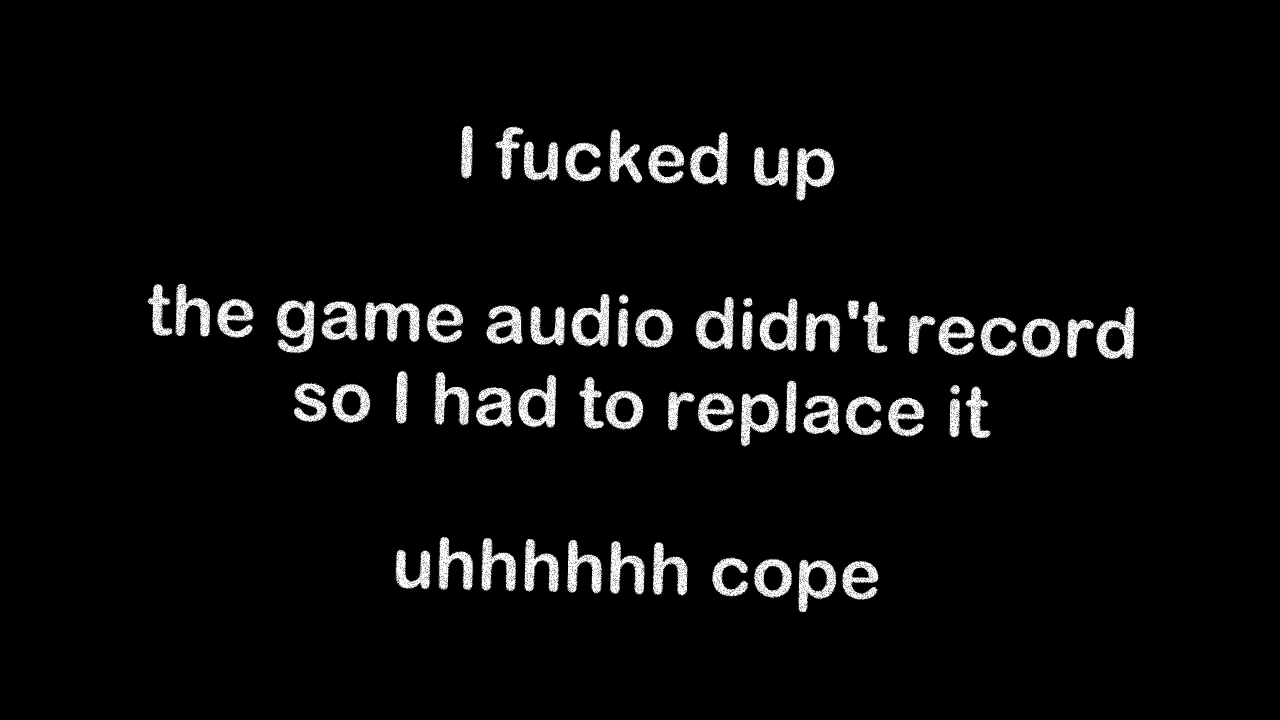 I fucked up
the game audio didn't record
so I had to replace it
uhhhhhh cope